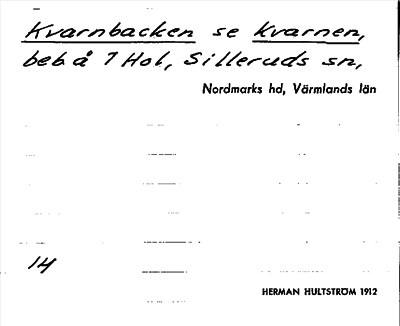 Kvarnbacken se Kvarnen,
beb. å 7 Hol, Silleruds sn,
Nordmarks hd, Värmlands län
14
HERMAN HULTSTRÖM 1912